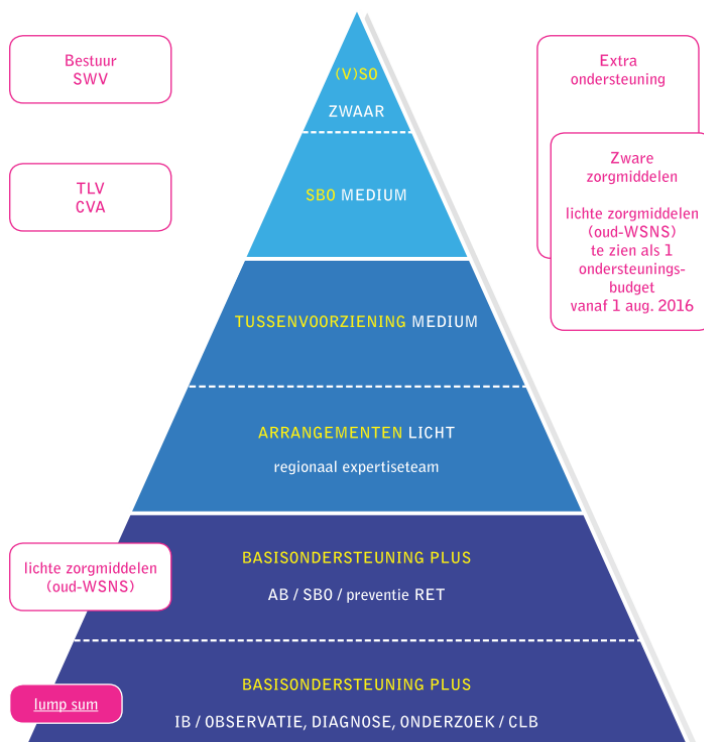 Bestuur
SWV
(V)SO
ZWAAR
Extra
ondersteuning
TLV
CVA
SBO MEDIUM
Zware
zorgmiddelen
lichte zorgmiddelen
(oud-WSNS)
te zien als 1
ondersteunings-
budget
vanaf 1 aug. 2016
TUSSENVOORZIENING MEDIUM
ARRANGEMENTEN LICHT
regionaal expertiseteam
lichte zorgmiddelen
(oud-WSNS)
BASISONDERSTEUNING PLUS
AB / SBO / preventie RET
lump sum
BASISONDERSTEUNING PLUS
IB / OBSERVATIE, DIAGNOSE, ONDERZOEK / CLB